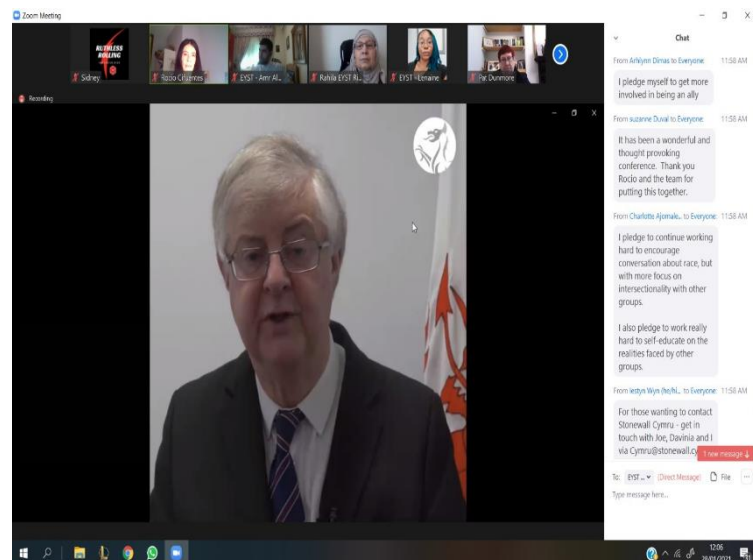 Zoom Meeting
RUTHLESS
ROLLING
Sidney
Rocio Cifuentes
EYST - Amr Al...
Rahila EYST Ri...
EYST - Lenaine
Pat Dunmore
Recording
Chat
From Arhlynn Dimas to Everyone: 11:58 AM
I pledge myself to get more
involved in being an ally
From suzanne Duval to Everyone: 11:58 AM
It has been a wonderful and
thought provoking
conference. Thank you
Rocio and the team for
putting this together.
From Charlotte Ajomale... to Everyone: 11:58 AM
I pledge to continue working
hard to encourage
conversation about race, but
with more focus on
intersectionality with other
groups.
I also pledge to work really
hard to self-educate on the
realities faced by other
groups.
From Iestyn Wyn (he/hi... to Everyone: 11:58 AM
For those wanting to contact
Stonewall Cymru - get in
touch with Joe, Davinia and I
via Cymru@stonewall.cy
1 new message
To: EYST ... (Direct Message) File
Type message here...
12:06